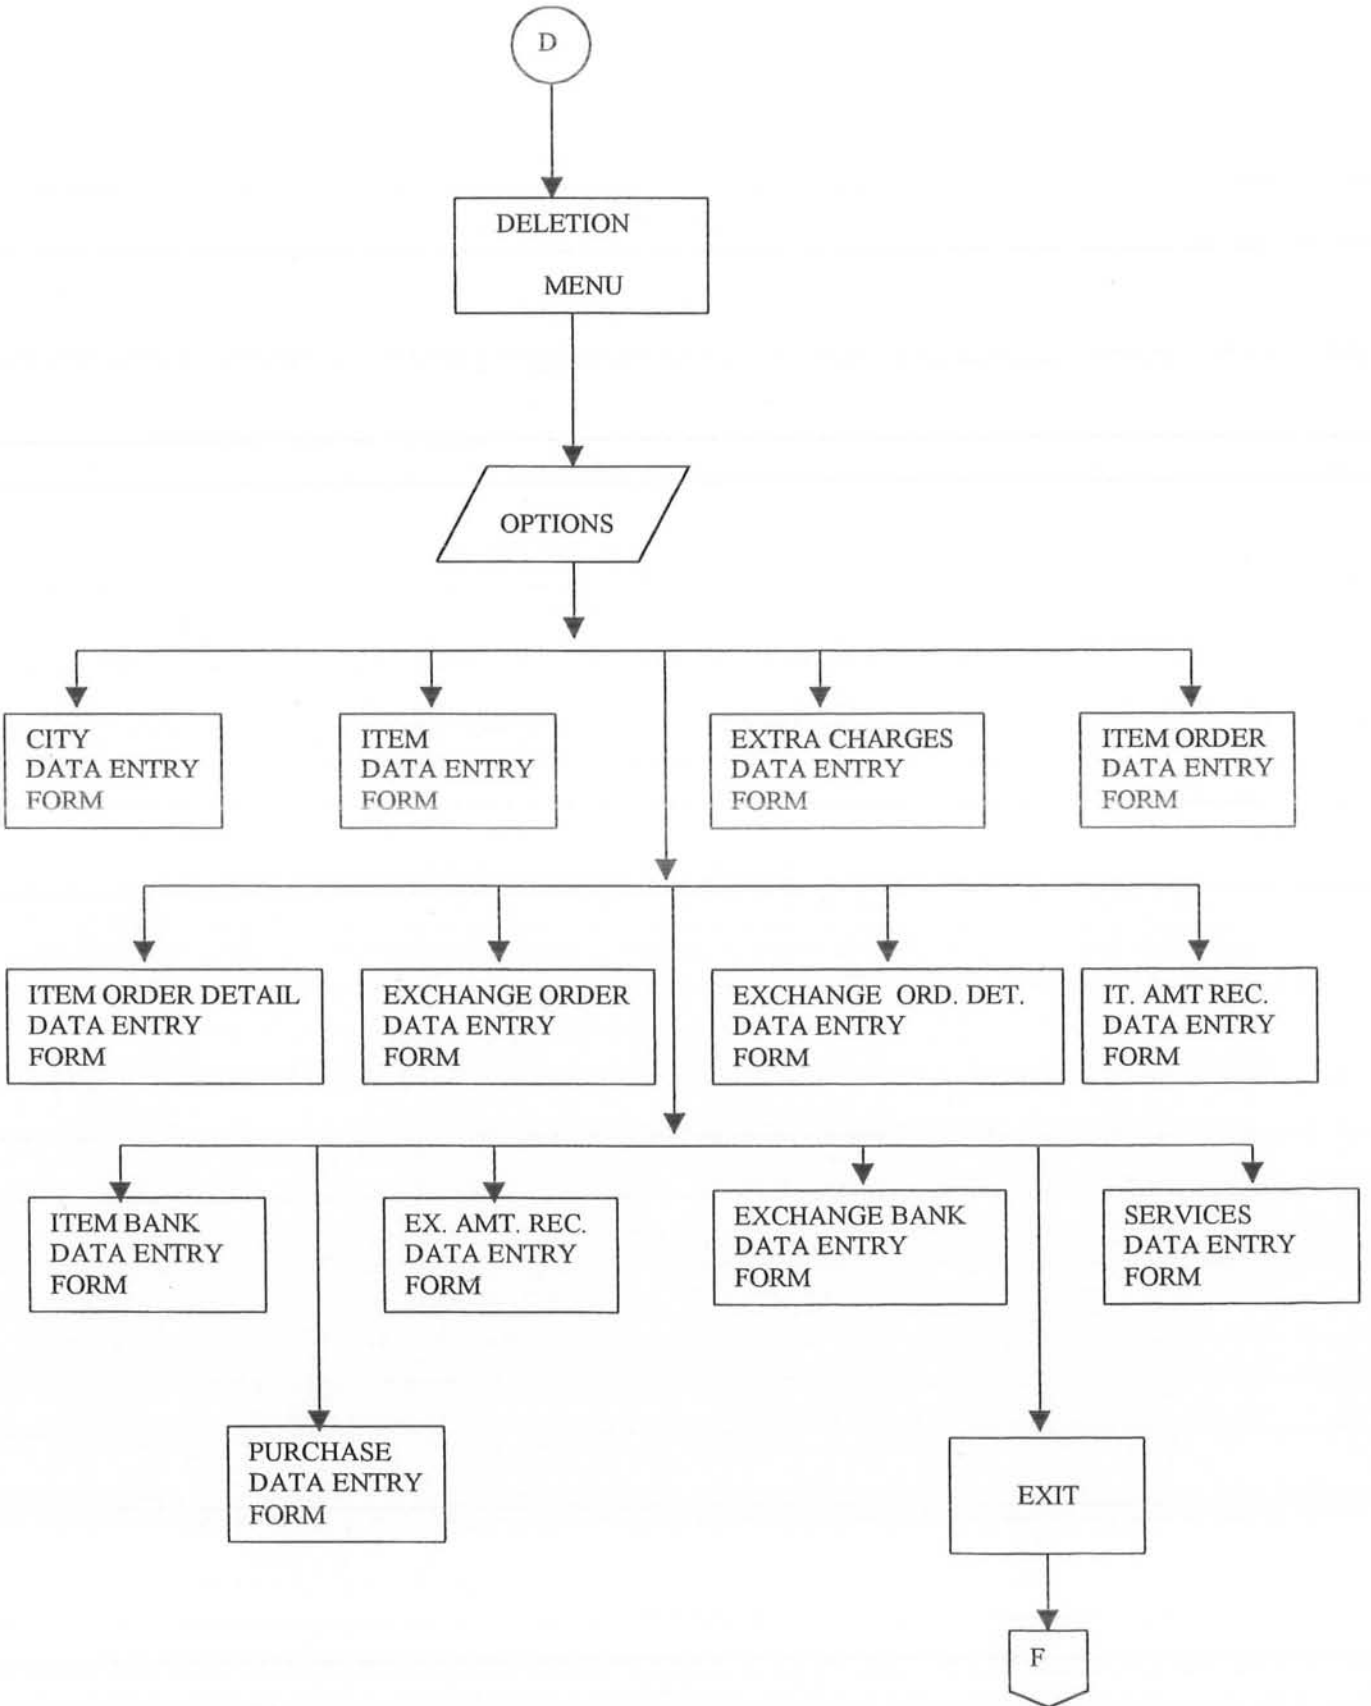 D
DELETION
MENU
OPTIONS
CITY
DATA ENTRY
FORM
ITEM
DATA ENTRY
FORM
EXTRA CHARGES
DATA ENTRY
FORM
ITEM ORDER
DATA ENTRY
FORM
ITEM ORDER DETAIL
DATA ENTRY
FORM
EXCHANGE ORDER
DATA ENTRY
FORM
EXCHANGE ORD. DET.
DATA ENTRY
FORM
IT. AMT REC.
DATA ENTRY
FORM
ITEM BANK
DATA ENTRY
FORM
EX. AMT. REC.
DATA ENTRY
FORM
EXCHANGE BANK
DATA ENTRY
FORM
SERVICES
DATA ENTRY
FORM
PURCHASE
DATA ENTRY
FORM
EXIT
F